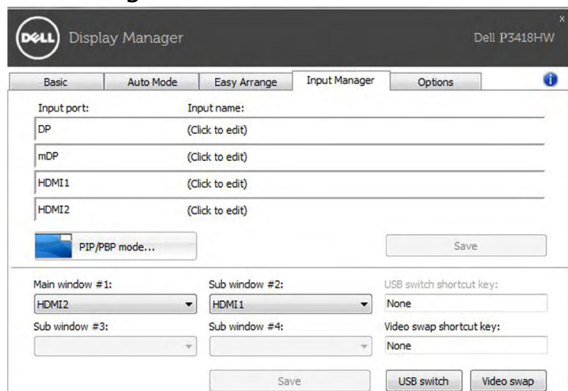 DELL Display Manager Dell P3418HW x
Basic Auto Mode Easy Arrange Input Manager Options i
Input port: Input name:
DP (Click to edit)
mDP (Click to edit)
HDMI1 (Click to edit)
HDMI2 (Click to edit)
PIP/PBP mode... Save
Main window #1: Sub window #2: USB switch shortcut key:
HDMI2 HDMI1 None
Sub window #3: Sub window #4: Video swap shortcut key:
None
Save USB switch Video swap